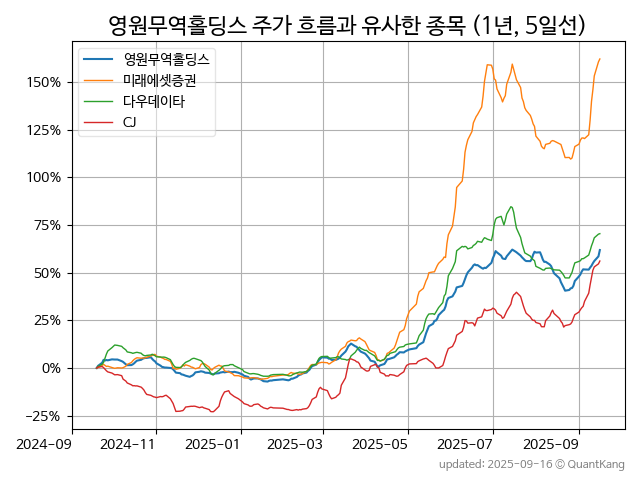 영원무역홀딩스 주가 흐름과 유사한 종목 (1년, 5일선)
영원무역홀딩스
미래에셋증권
다우데이타
CJ
150%
125%
100%
75%
50%
25%
0%
−25%
2024-09 2024-11 2025-01 2025-03 2025-05 2025-07 2025-09
updated: 2025-09-16 © QuantKang